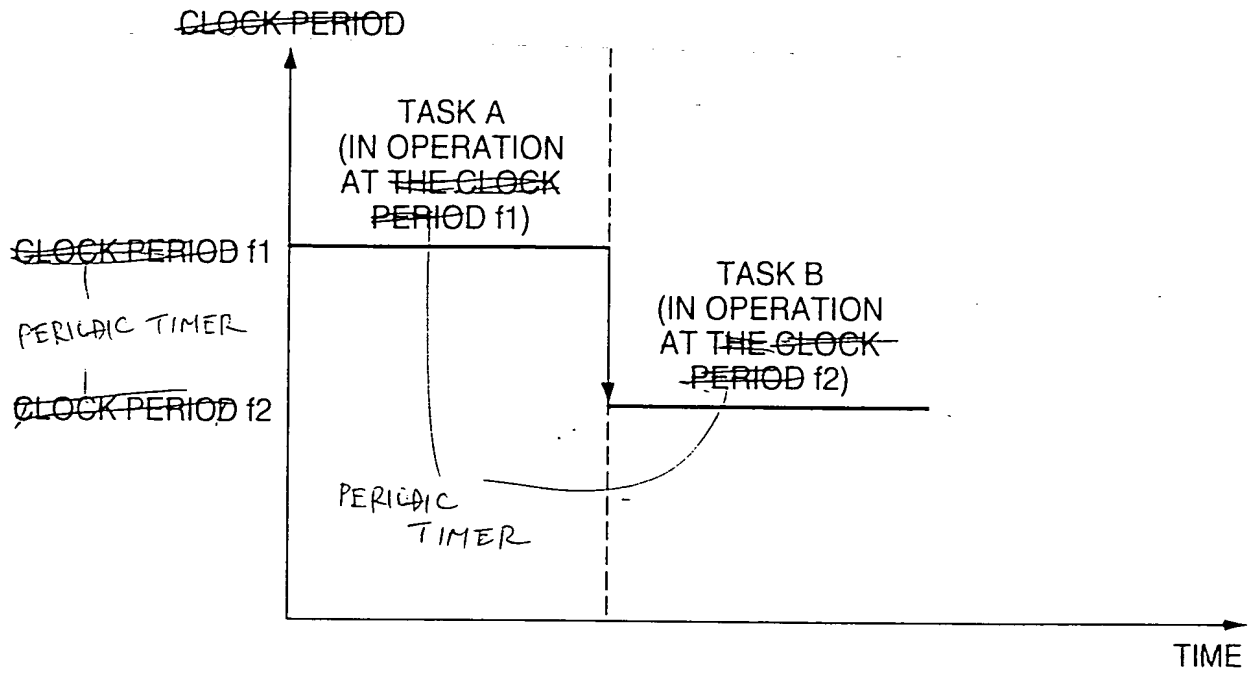 CLOCK PERIOD
TASK A
(IN OPERATION
AT THE CLOCK
PERIOD f1)
CLOCK PERIOD f1
TASK B
(IN OPERATION
AT THE CLOCK
PERIOD f2)
PERIODIC TIMER
CLOCK PERIOD f2
PERIODIC
TIMER
TIME